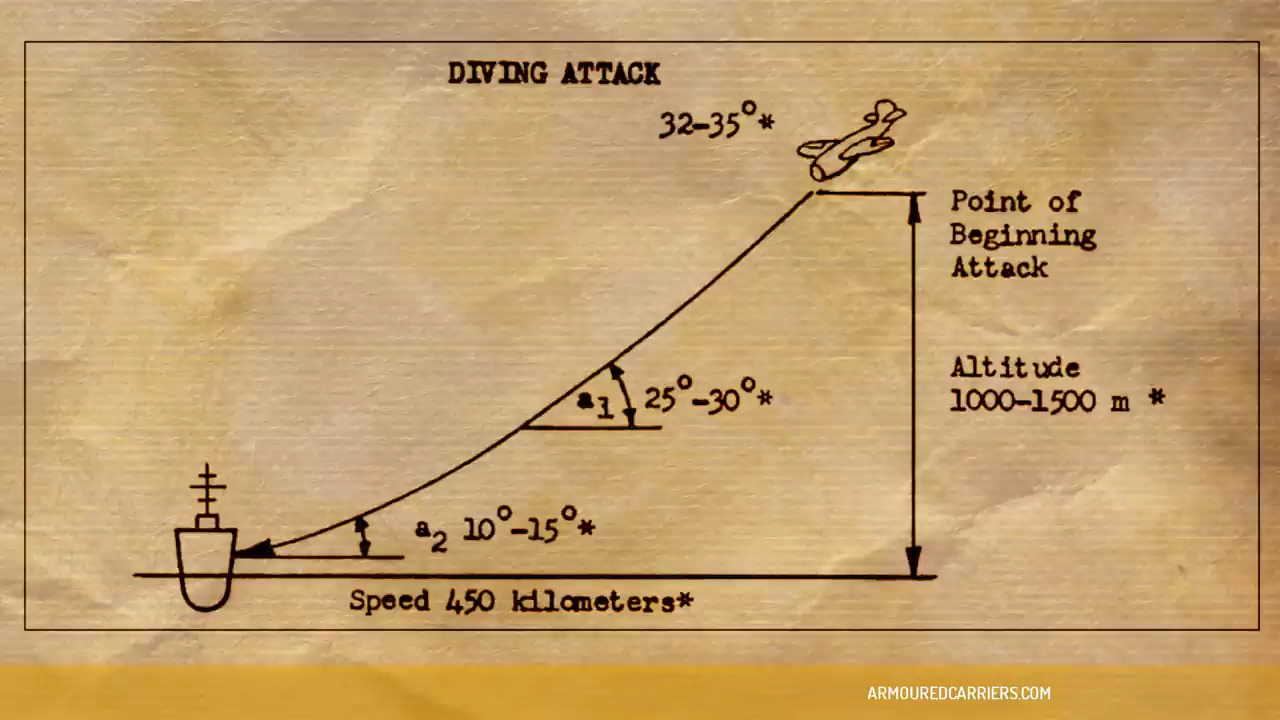 DIVING ATTACK
32-35°*
Point of
Beginning
Attack
Altitude
1000-1500 m *
a1 25°-30°*
a2 10°-15°*
Speed 450 kilometers*
ARMOUREDCARRIERS.COM